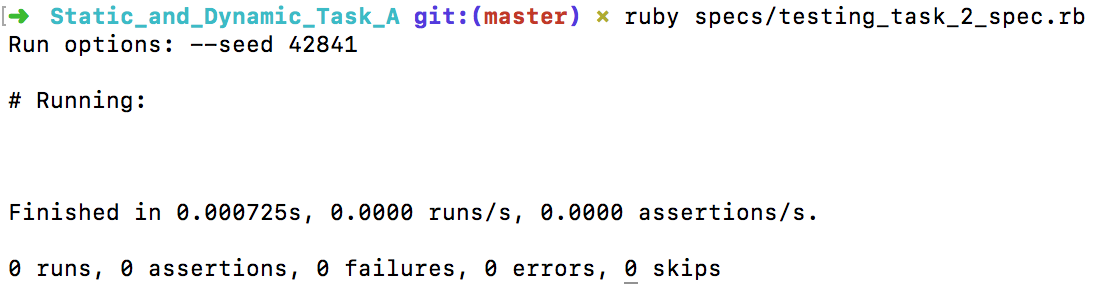 ➜ Static_and_Dynamic_Task_A git:(master) × ruby specs/testing_task_2_spec.rb
Run options: --seed 42841
# Running:
Finished in 0.000725s, 0.0000 runs/s, 0.0000 assertions/s.
0 runs, 0 assertions, 0 failures, 0 errors, 0 skips